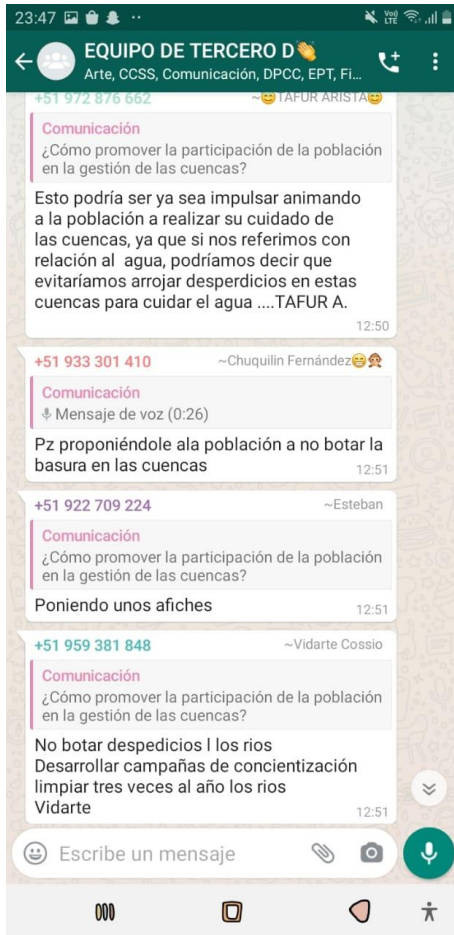 23:47
Voo) LTE
EQUIPO DE TERCERO D👋
Arte, CCSS, Comunicación, DPCC, EPT, Fi...
+51 972 876 662 ~😊TAFUR ARISTA😊
Comunicación
¿Cómo promover la participación de la población
en la gestión de las cuencas?
Esto podría ser ya sea impulsar animando
a la población a realizar su cuidado de
las cuencas, ya que si nos referimos con
relación al agua, podríamos decir que
evitaríamos arrojar desperdicios en estas
cuencas para cuidar el agua ....TAFUR A.
12:50
+51 933 301 410 ~Chuquilin Fernández😁🙊
Comunicación
Mensaje de voz (0:26)
Pz proponiéndole ala población a no botar la
basura en las cuencas
12:51
+51 922 709 224 ~Esteban
Comunicación
¿Cómo promover la participación de la población
en la gestión de las cuencas?
Poniendo unos afiches
12:51
+51 959 381 848 ~Vidarte Cossio
Comunicación
¿Cómo promover la participación de la población
en la gestión de las cuencas?
No botar despedicios l los rios
Desarrollar campañas de concientización
limpiar tres veces al año los rios
Vidarte
12:51
Escribe un mensaje